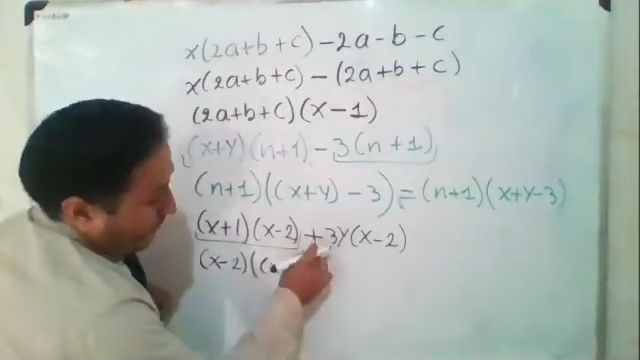 x(2a+b+c)-2a-b-c
x(2a+b+c)-(2a+b+c)
(2a+b+c)(x-1)
(x+y)(n+1)-3(n+1)
(n+1)((x+y)-3)=(n+1)(x+y-3)
(x+1)(x-2)+3y(x-2)
(x-2)((